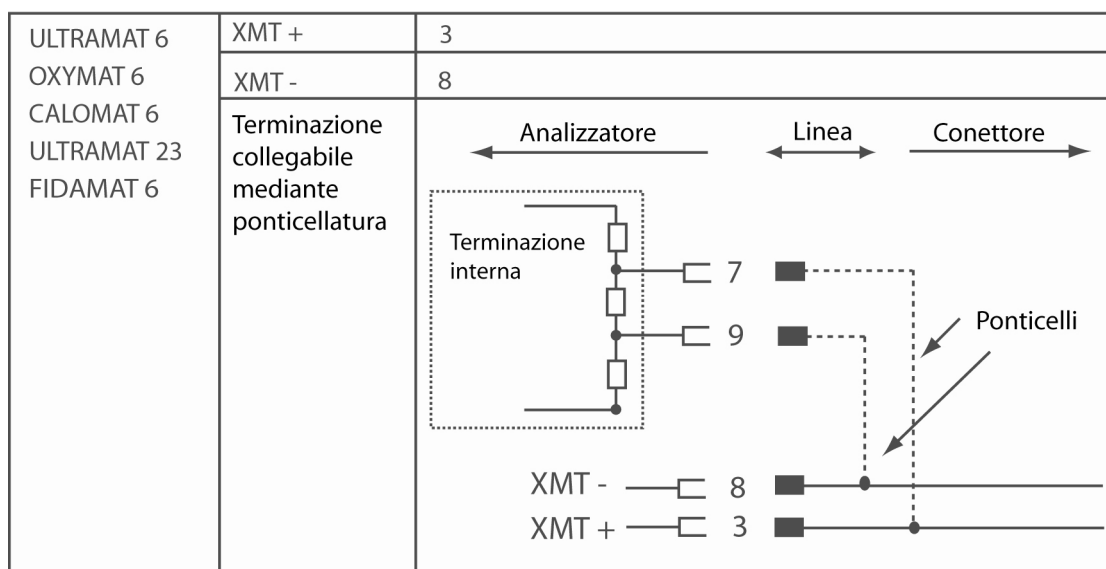 ULTRAMAT 6
OXYMAT 6
CALOMAT 6
ULTRAMAT 23
FIDAMAT 6
XMT + 3
XMT - 8
Terminazione
collegabile
mediante
ponticellatura
Analizzatore Linea Conettore
Terminazione
interna
7
9
Ponticelli
XMT - 8
XMT + 3